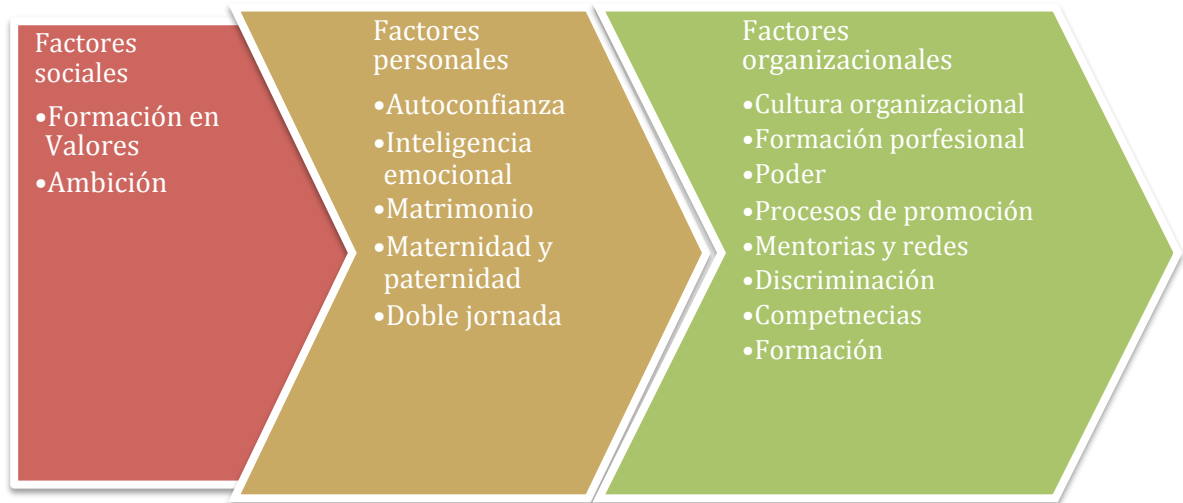 Factores
sociales
•Formación en
Valores
•Ambición
Factores
personales
•Autoconfianza
•Inteligencia
emocional
•Matrimonio
•Maternidad y
paternidad
•Doble jornada
Factores
organizacionales
•Cultura organizacional
•Formación porfesional
•Poder
•Procesos de promoción
•Mentorias y redes
•Discriminación
•Competnecias
•Formación